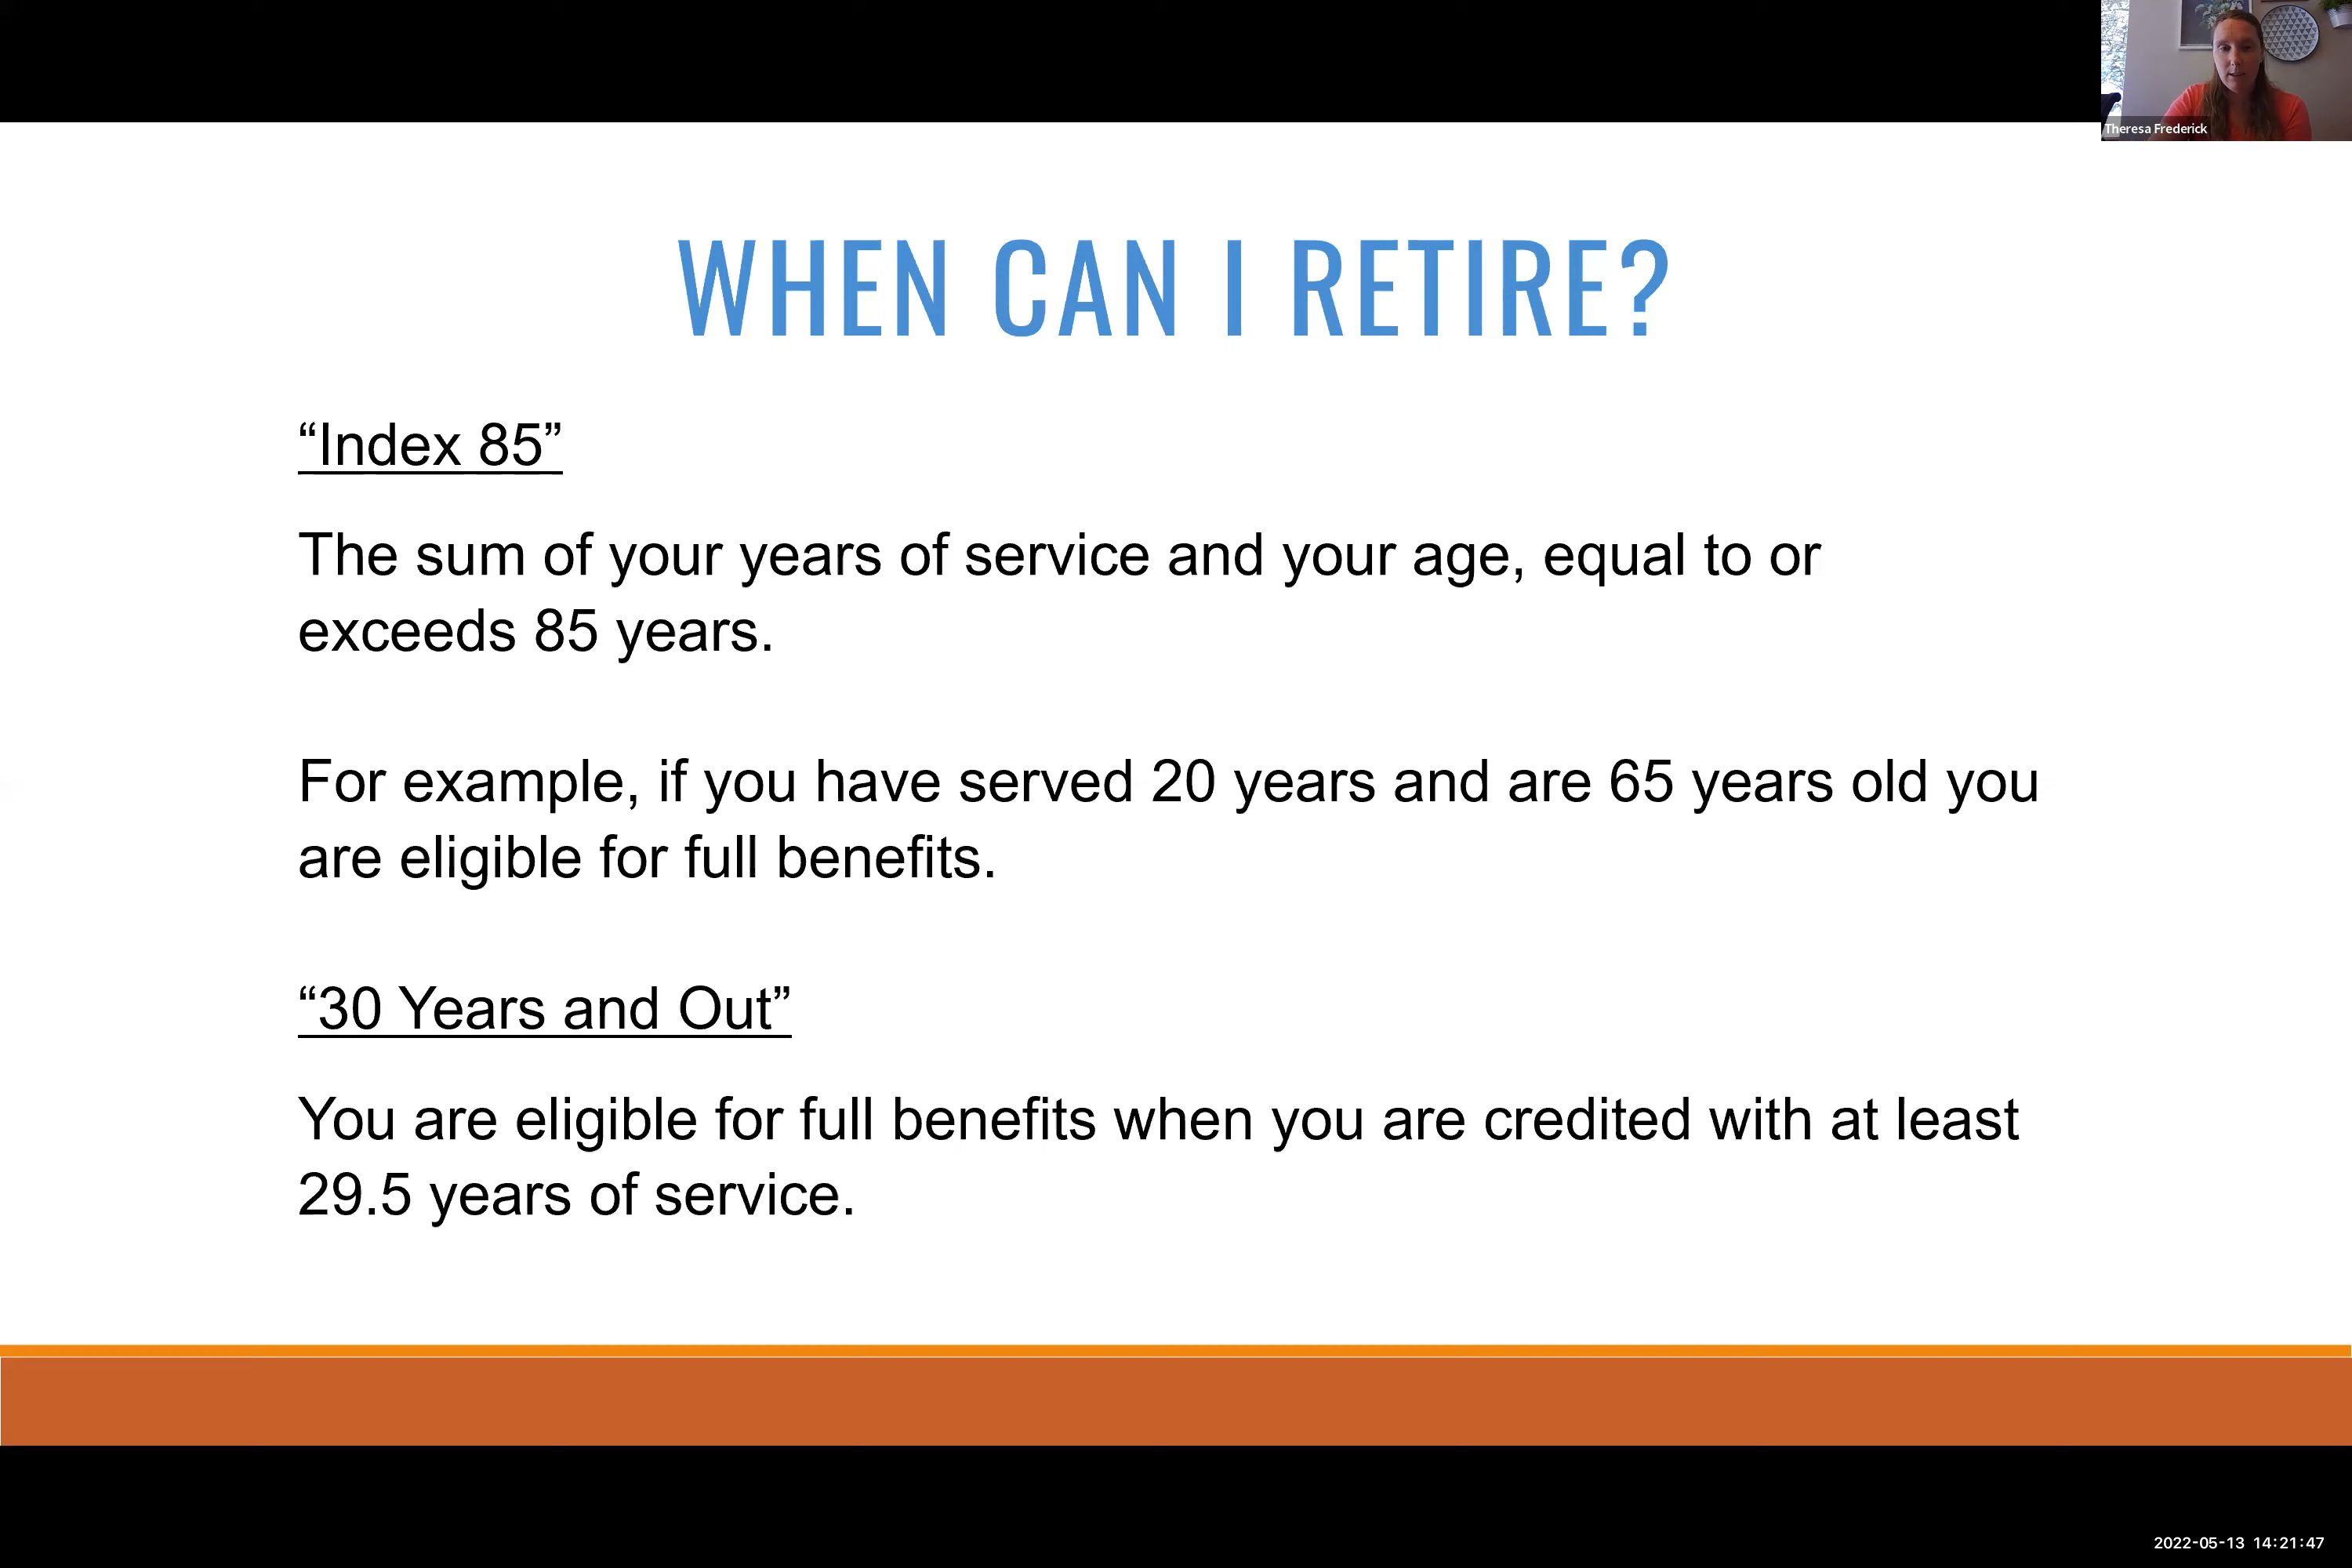 Theresa Frederick
WHEN CAN I RETIRE?
“Index 85”
The sum of your years of service and your age, equal to or
exceeds 85 years.
For example, if you have served 20 years and are 65 years old you
are eligible for full benefits.
“30 Years and Out”
You are eligible for full benefits when you are credited with at least
29.5 years of service.
2022-05-13 14:21:47